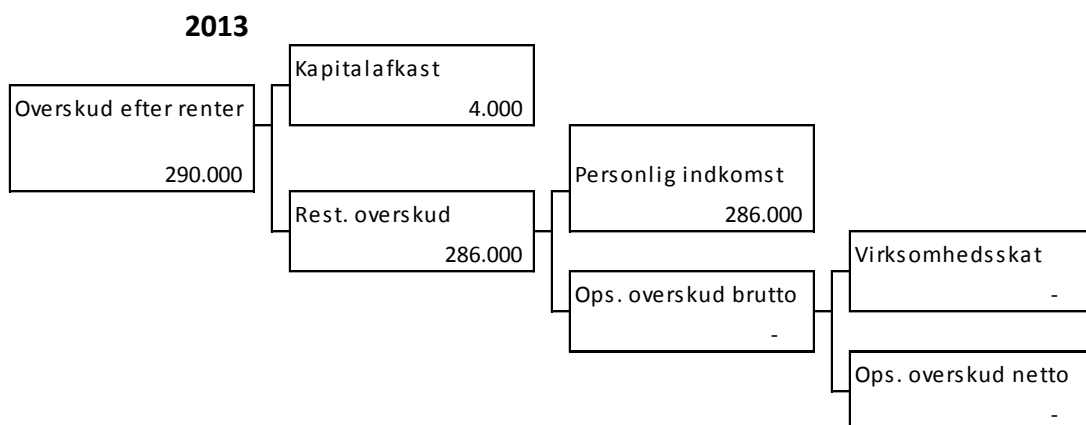 2013
Kapitalafkast
4.000
Overskud efter renter
290.000
Rest. overskud
286.000
Personlig indkomst
286.000
Ops. overskud brutto
-
Virksomhedsskat
-
Ops. overskud netto
-